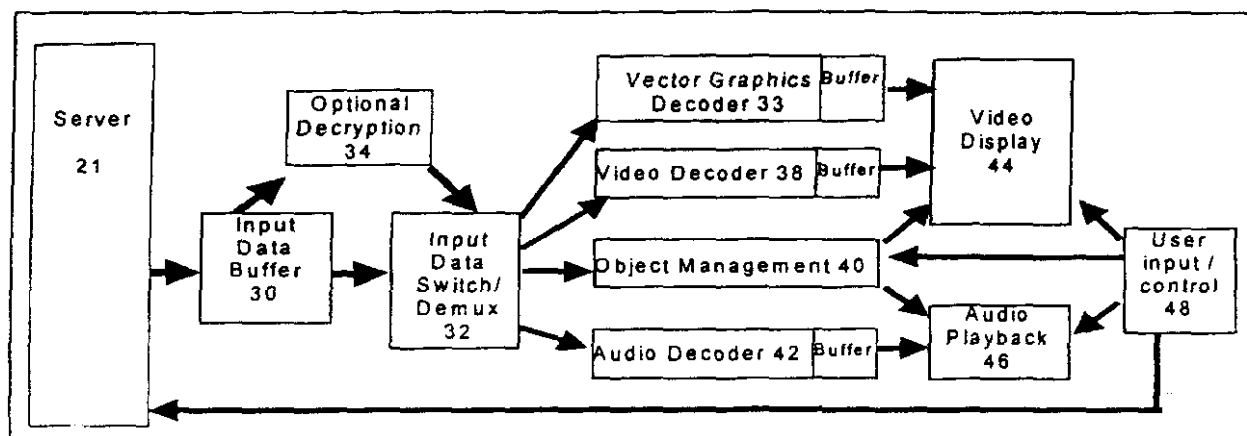 Server
21
Optional
Decryption
34
Input
Data
Buffer
30
Input
Data
Switch/
Demux
32
Vector Graphics
Decoder 33
Buffer
Video Decoder 38
Buffer
Object Management 40
Audio Decoder 42
Buffer
Video
Display
44
Audio
Playback
46
User
input /
control
48